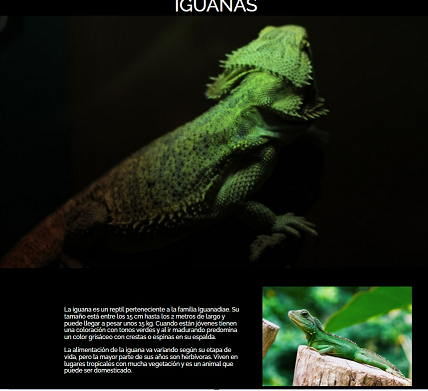 IGUANAS
La iguana es un reptil perteneciente a la familia Iguanadiae. Su
tamaño está entre los 15 cm hasta los 2 metros de largo y
puede llegar a pesar unos 15 kg. Cuando están jóvenes tienen
una coloración con tonos verdes y al ir madurando predomina
un color grisáceo con crestas o espinas en su espalda.
La alimentación de la iguana va variando según su etapa de
vida, pero la mayor parte de sus años son herbívoras. Viven en
lugares tropicales con mucha vegetación y es un animal que
puede ser domesticado.